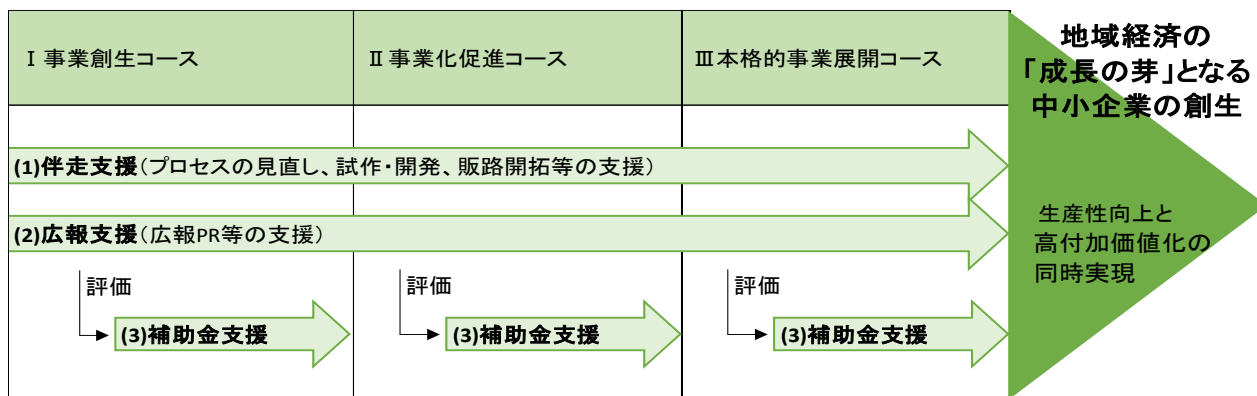 Ⅰ事業創生コース
Ⅱ事業化促進コース
Ⅲ本格的事業展開コース
地域経済の
「成長の芽」となる
中小企業の創生
(1)伴走支援(プロセスの見直し、試作・開発、販路開拓等の支援)
(2)広報支援(広報PR等の支援)
生産性向上と
高付加価値化の
同時実現
評価
(3)補助金支援
評価
(3)補助金支援
評価
(3)補助金支援